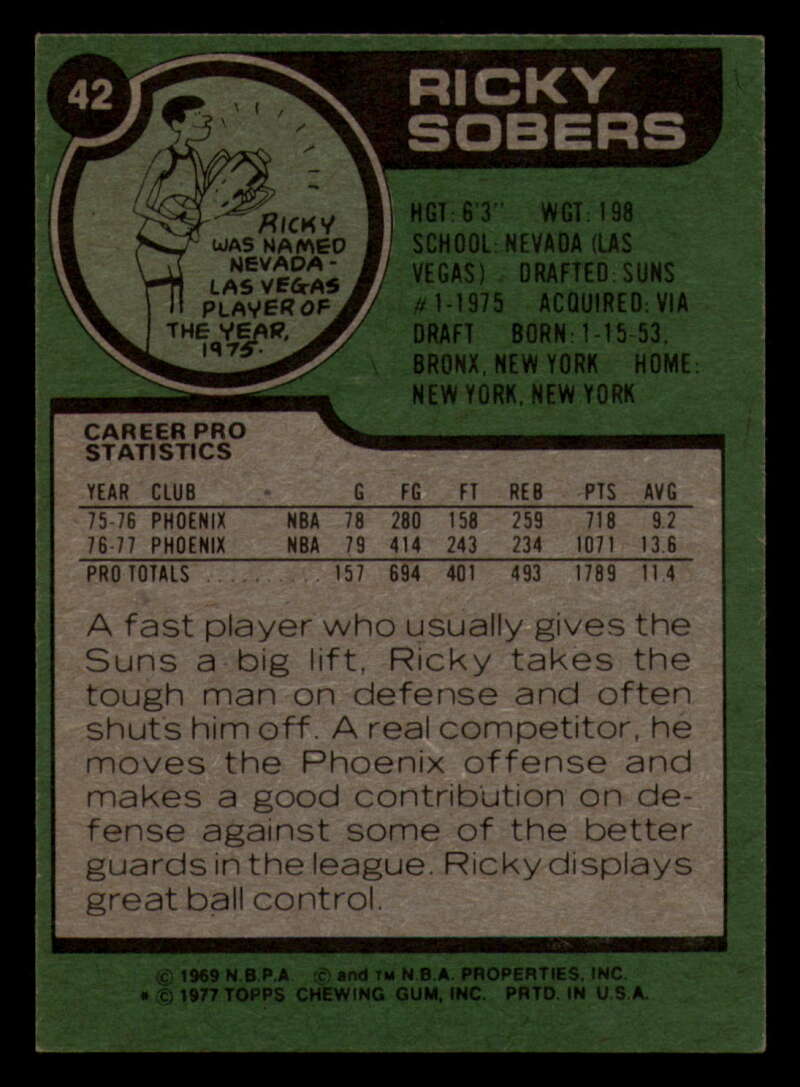 42
RICKY
SOBERS
RICKY
WAS NAMED
NEVADA-
LAS VEGAS
PLAYER OF
THE YEAR,
1975.
HGT: 6'3" WGT: 198
SCHOOL: NEVADA (LAS
VEGAS) DRAFTED: SUNS
#1-1975 ACQUIRED: VIA
DRAFT BORN: 1-15-53,
BRONX, NEW YORK HOME:
NEW YORK, NEW YORK
CAREER PRO
STATISTICS
YEAR CLUB G FG FT REB PTS AVG
75-76 PHOENIX NBA 78 280 158 259 718 9.2
76-77 PHOENIX NBA 79 414 243 234 1071 13.6
PRO TOTALS .......... 157 694 401 493 1789 11.4
A fast player who usually gives the
Suns a big lift, Ricky takes the
tough man on defense and often
shuts him off. A real competitor, he
moves the Phoenix offense and
makes a good contribution on de-
fense against some of the better
guards in the league. Ricky displays
great ball control.
© 1969 N.B.P.A. © and TM N.B.A. PROPERTIES, INC.
* © 1977 TOPPS CHEWING GUM, INC. PRTD. IN U.S.A.